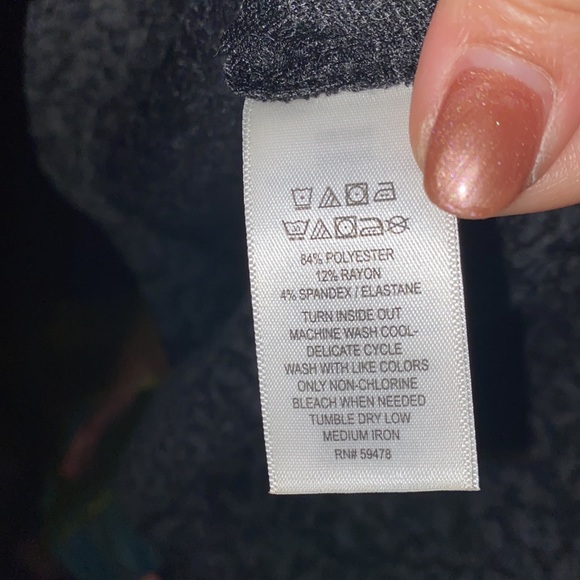 84% POLYESTER
12% RAYON
4% SPANDEX / ELASTANE
TURN INSIDE OUT
MACHINE WASH COOL-
DELICATE CYCLE
WASH WITH LIKE COLORS
ONLY NON-CHLORINE
BLEACH WHEN NEEDED
TUMBLE DRY LOW
MEDIUM IRON
RN# 59478